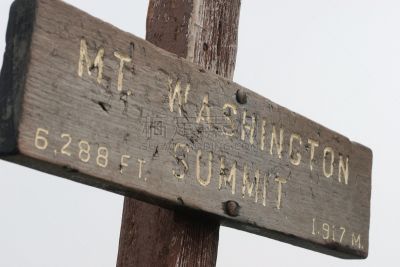 MT. WASHINGTON
SUMMIT
6,288 FT.
1,917 M.